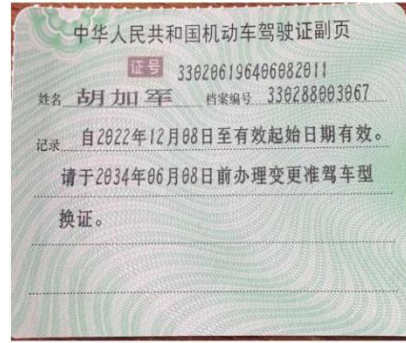 中华人民共和国机动车驾驶证副页
证号 330206196406082011
姓名 胡加军 档案编号 330288003067
记录 自2022年12月08日至有效起始日期有效。
请于2034年06月08日前办理变更准驾车型
换证。